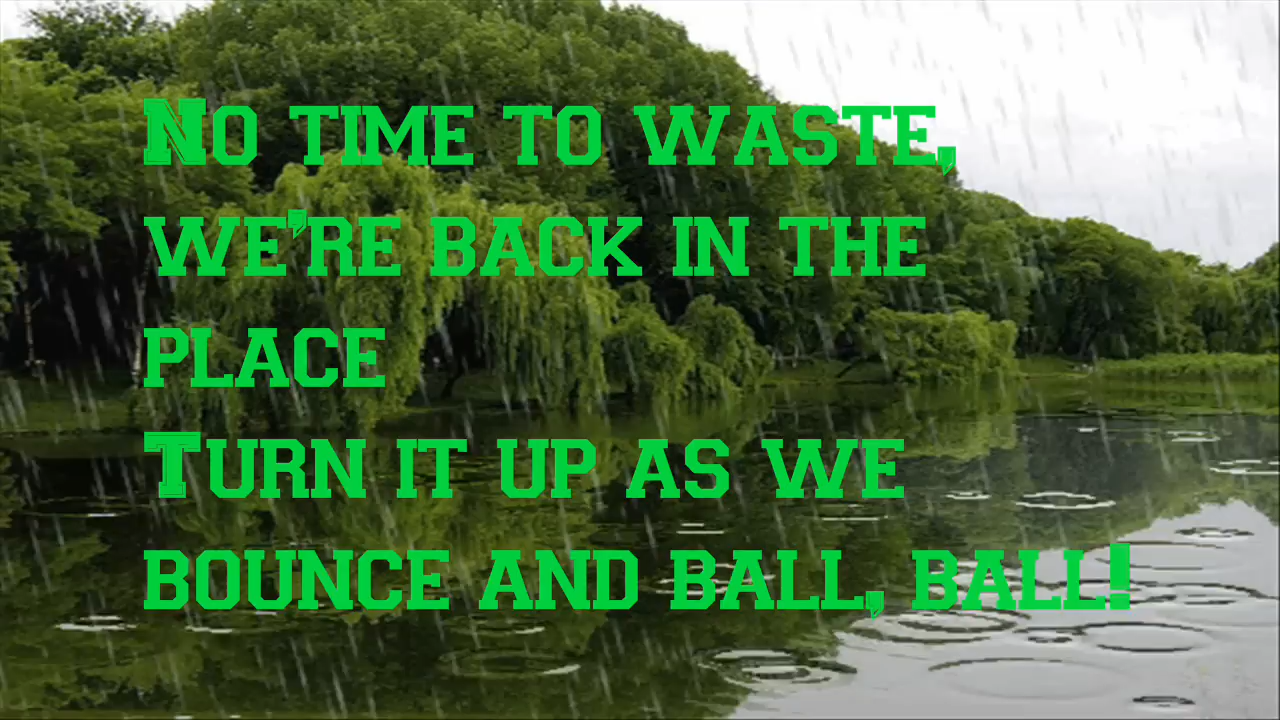 No time to waste,
we're back in the
place
Turn it up as we
bounce and ball, ball!